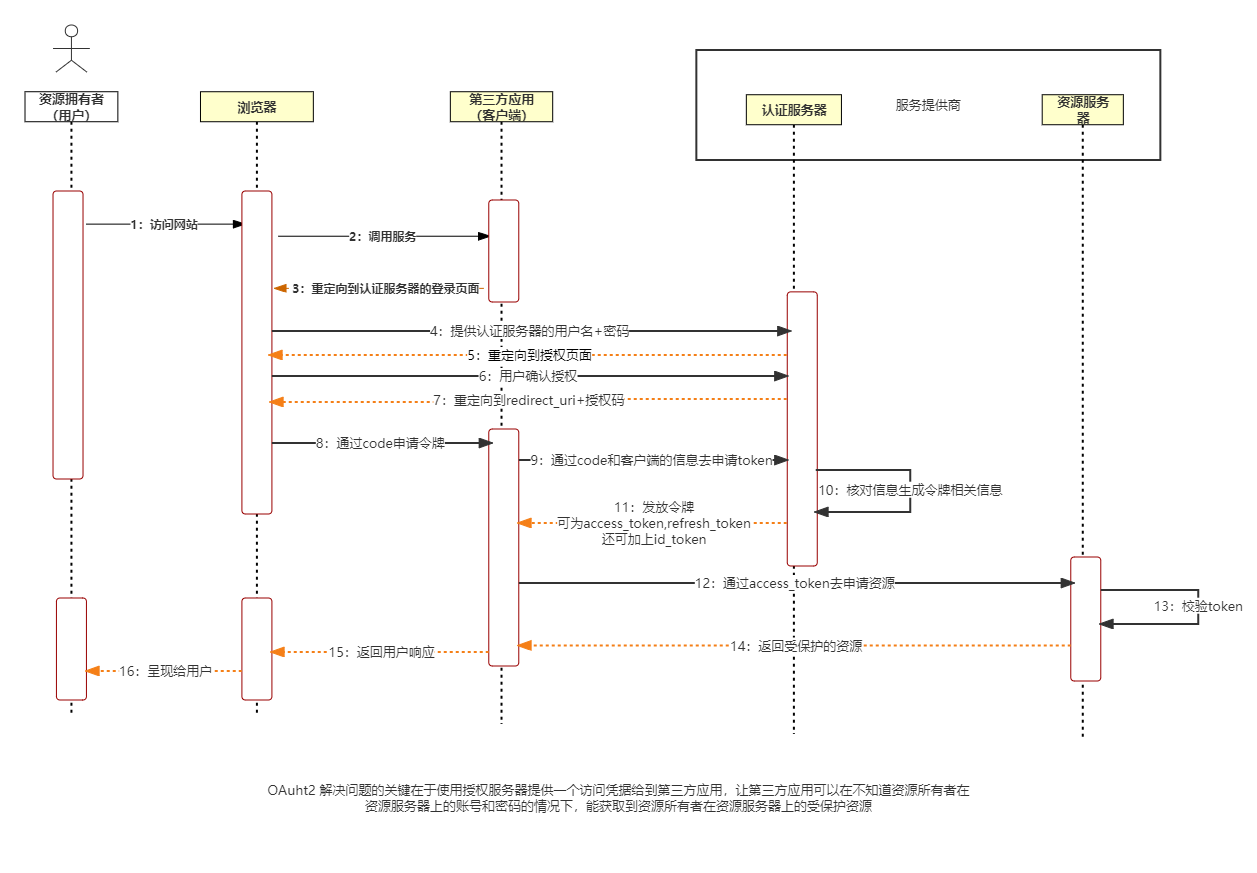 资源拥有者
（用户）
浏览器
第三方应用
（客户端）
认证服务器
服务提供商
资源服务
器
1：访问网站
2：调用服务
3：重定向到认证服务器的登录页面
4：提供认证服务器的用户名+密码
5：重定向到授权页面
6：用户确认授权
7：重定向到redirect_uri+授权码
8：通过code申请令牌
9：通过code和客户端的信息去申请token
10：核对信息生成令牌相关信息
11：发放令牌
可为access_token,refresh_token
还可加上id_token
12：通过access_token去申请资源
13：校验token
14：返回受保护的资源
15：返回用户响应
16：呈现给用户
OAuht2 解决问题的关键在于使用授权服务器提供一个访问凭据给到第三方应用，让第三方应用可以在不知道资源所有者在
资源服务器上的账号和密码的情况下，能获取到资源所有者在资源服务器上的受保护资源